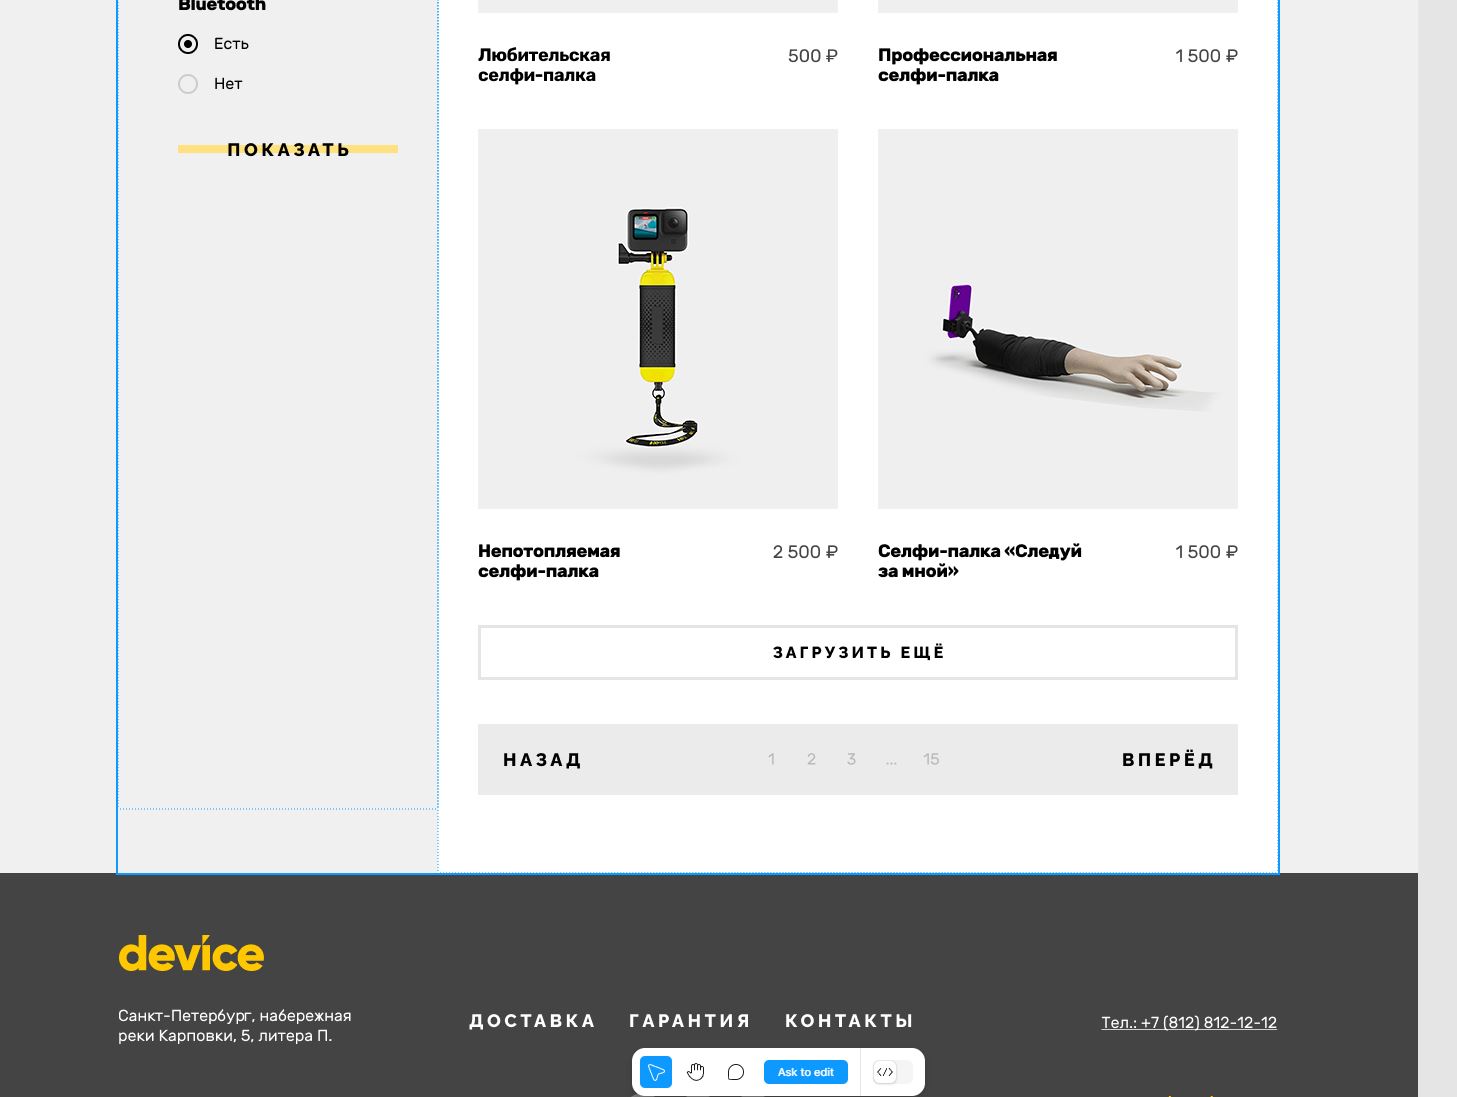 Bluetooth
Есть
Нет
ПОКАЗАТЬ
Любительская
селфи-палка
500 ₽
Профессиональная
селфи-палка
1 500 ₽
Непотопляемая
селфи-палка
2 500 ₽
Селфи-палка «Следуй
за мной»
1 500 ₽
ЗАГРУЗИТЬ ЕЩЁ
НАЗАД
1 2 3 ... 15
ВПЕРЁД
device
Санкт-Петербург, набережная
реки Карповки, 5, литера П.
ДОСТАВКА ГАРАНТИЯ КОНТАКТЫ
Тел.: +7 (812) 812-12-12
Ask to edit